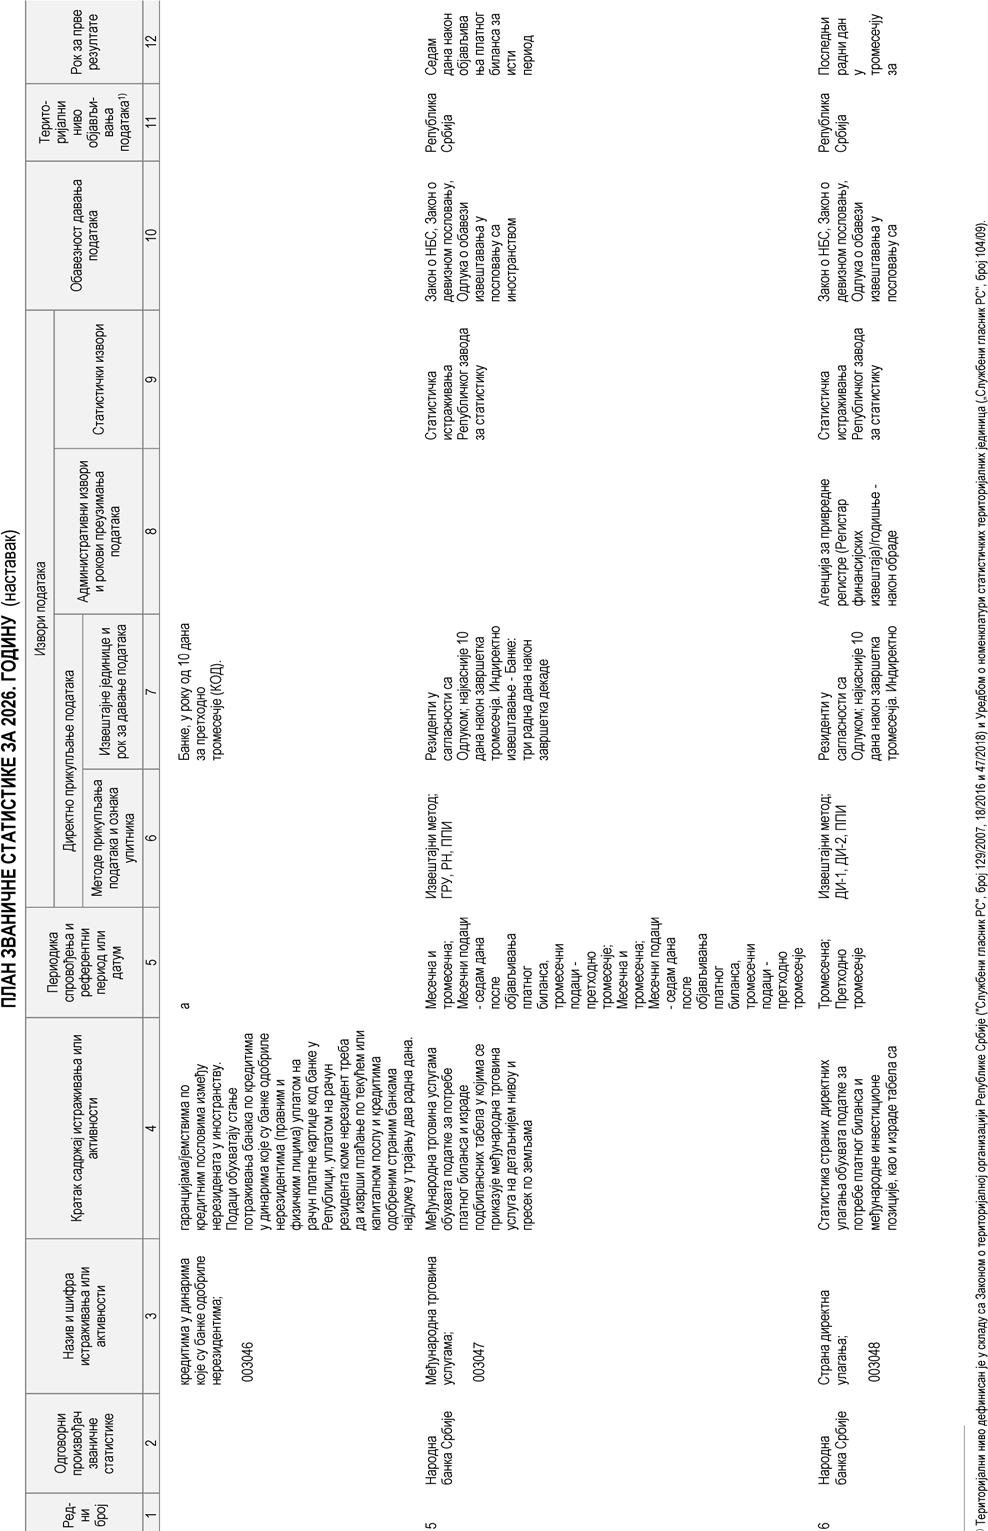 ПЛАН ЗВАНИЧНЕ СТАТИСТИКЕ ЗА 2026. ГОДИНУ (наставак)
Ред-
ни
број
Одговорни
произвођач
званичне
статистике
Назив и шифра
истраживања или
активности
Кратак садржај истраживања или
активности
Периодика
спровођења и
референтни
период или
датум
Извори података
Директно прикупљање података
Методе прикупљања
података и ознака
упитника
Извештајне јединице и
рок за давање података
Административни извори
и рокови преузимања
података
Статистички извори
Обавезност давања
података
Терито-
ријални
ниво
објављи-
вања
података1)
Рок за прве
резултате
1
2
3
4
5
6
7
8
9
10
11
12
кредитима у динарима
које су банке одобриле
нерезидентима;
003046
гаранцијама/јемствима по
кредитним пословима између
нерезидената у иностранству.
Подаци обухватају стање
потраживања банака по кредитима
у динарима које су банке одобриле
нерезидентима (правним и
физичким лицима) уплатом на
рачун платне картице код банке у
Републици, уплатом на рачун
резидента коме нерезидент треба
да изврши плаћање по текућем или
капиталном послу и кредитима
одобреним страним банкама
најдуже у трајању два радна дана.
а
Банке, у року од 10 дана
за претходно
тромесечје (КОД).
5
Народна
банка Србије
Међународна трговина
услугама;
003047
Међународна трговина услугама
обухвата податке за потребе
платног биланса и израде
подбилансних табела у којима се
приказује међународна трговина
услуга на детаљнијем нивоу и
пресек по земљама
Месечна и
тромесечна;
Месечни подаци
- седам дана
после
објављивања
платног
биланса,
тромесечни
подаци -
претходно
тромесечје;
Месечна и
тромесечна;
Месечни подаци
- седам дана
после
објављивања
платног
биланса,
тромесечни
подаци -
претходно
тромесечје
Извештајни метод;
ГРУ, РН, ППИ
Резиденти у
сагласности са
Одлуком; најкасније 10
дана након завршетка
тромесечја. Индиректно
извештавање - Банке:
три радна дана након
завршетка декаде
Статистичка
истраживања
Републичког завода
за статистику
Закон о НБС, Закон о
девизном пословању,
Одлука о обавези
извештавања у
пословању са
иностранством
Република
Србија
Седам
дана након
објављива
ња платног
биланса за
исти
период
6
Народна
банка Србије
Страна директна
улагања;
003048
Статистика страних директних
улагања обухвата податке за
потребе платног биланса и
међународне инвестиционе
позиције, као и израде табела са
Тромесечна;
Претходно
тромесечје
Извештајни метод;
ДИ-1, ДИ-2, ППИ
Резиденти у
сагласности са
Одлуком; најкасније 10
дана након завршетка
тромесечја. Индиректно
Агенција за привредне
регистре (Регистар
финансијских
извештаја)/годишње -
након обраде
Статистичка
истраживања
Републичког завода
за статистику
Закон о НБС, Закон о
девизном пословању,
Одлука о обавези
извештавања у
пословању са
Република
Србија
Последњи
радни дан
у
тромесечју
за
) Територијални ниво дефинисан је у складу са Законом о територијалној организацији Републике Србије ("Службени гласник РС", број 129/2007, 18/2016 и 47/2018) и Уредбом о номенклатури статистичких територијалних јединица („Службени гласник РС", број 104/09).